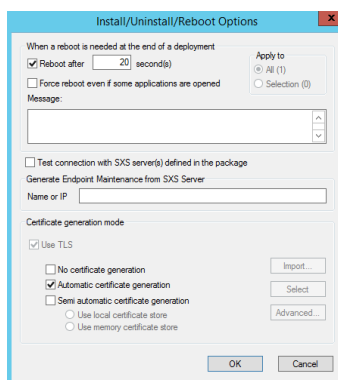 Install/Uninstall/Reboot Options
x
When a reboot is needed at the end of a deployment
Reboot after 20 second(s)
Force reboot even if some applications are opened
Apply to
All (1)
Selection (0)
Message:
Test connection with SXS server(s) defined in the package
Generate Endpoint Maintenance from SXS Server
Name or IP
Certificate generation mode
Use TLS
No certificate generation
Automatic certificate generation
Semi automatic certificate generation
Use local certificate store
Use memory certificate store
Import...
Select
Advanced...
OK
Cancel